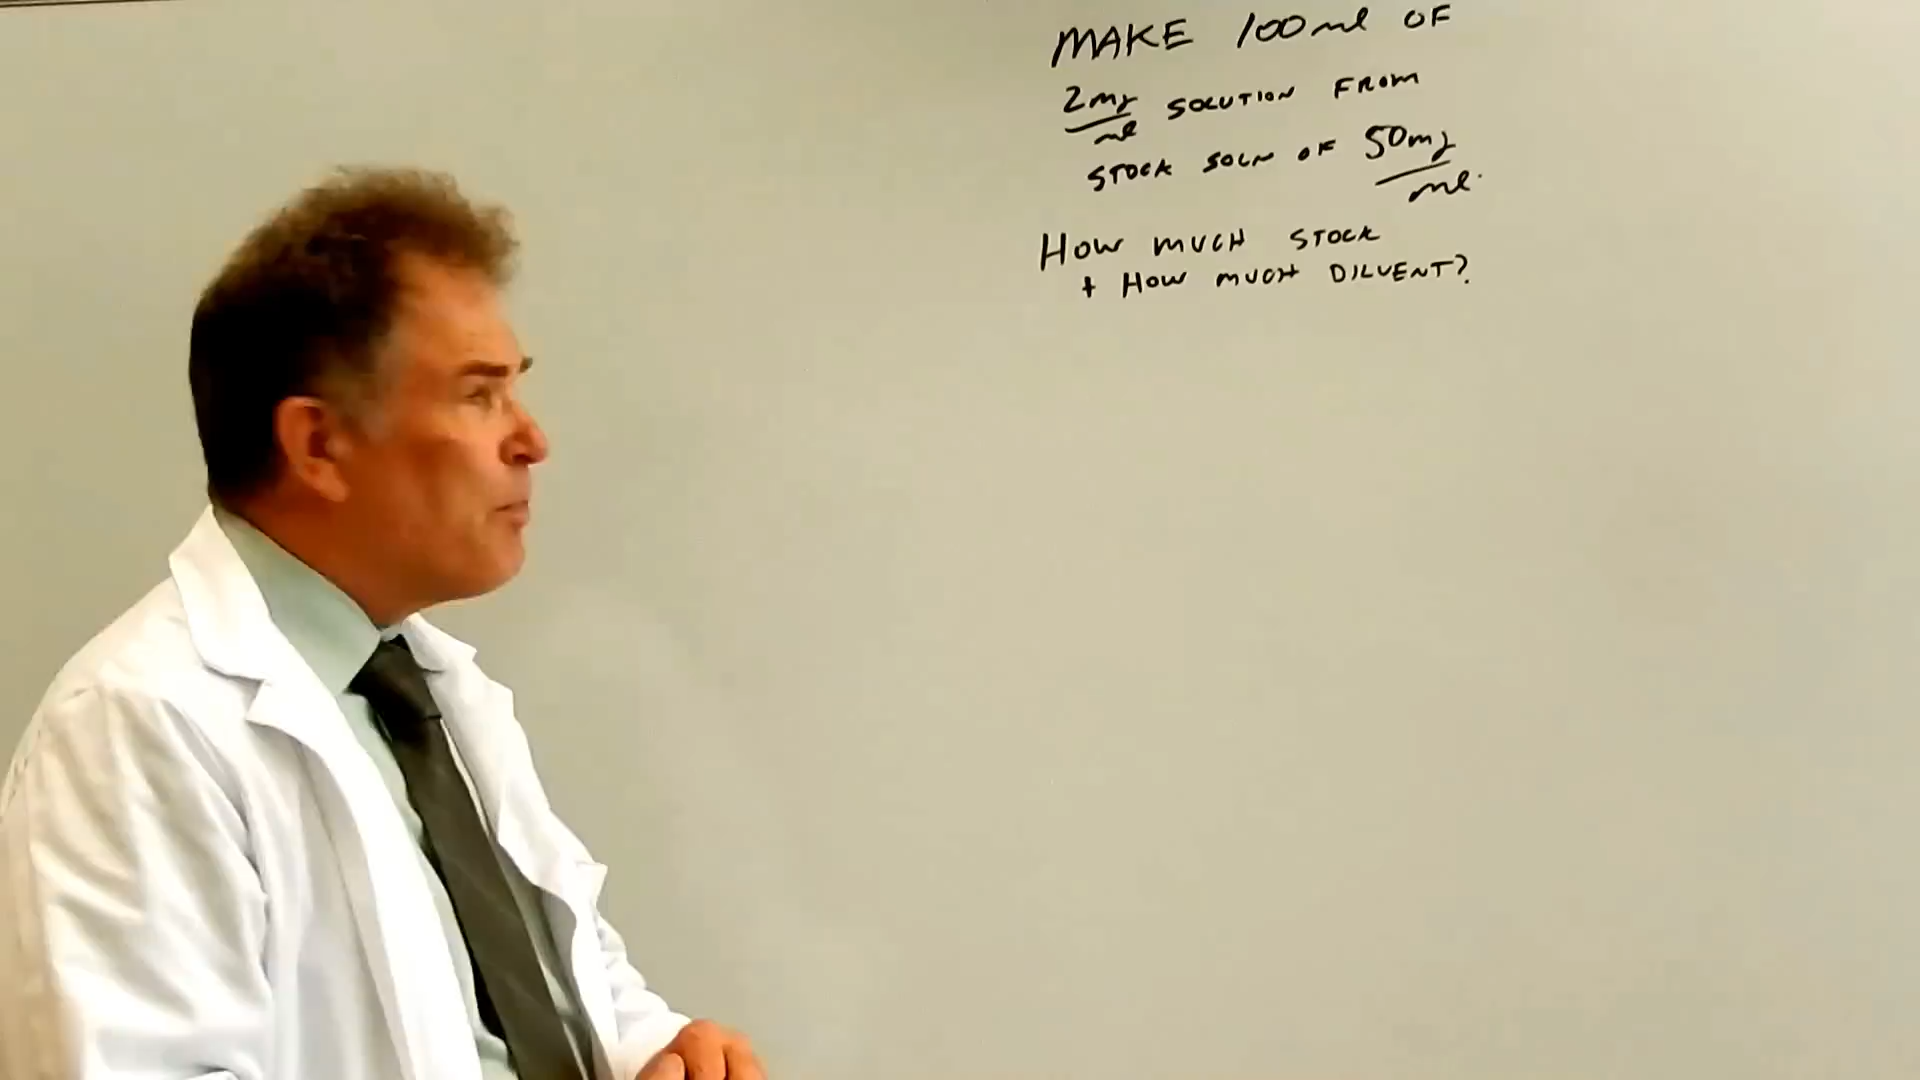 MAKE 100ml OF
2mg/ml SOLUTION FROM
STOCK SOLN OF 50mg/ml.
HOW MUCH STOCK
+ HOW MUCH DILUENT?